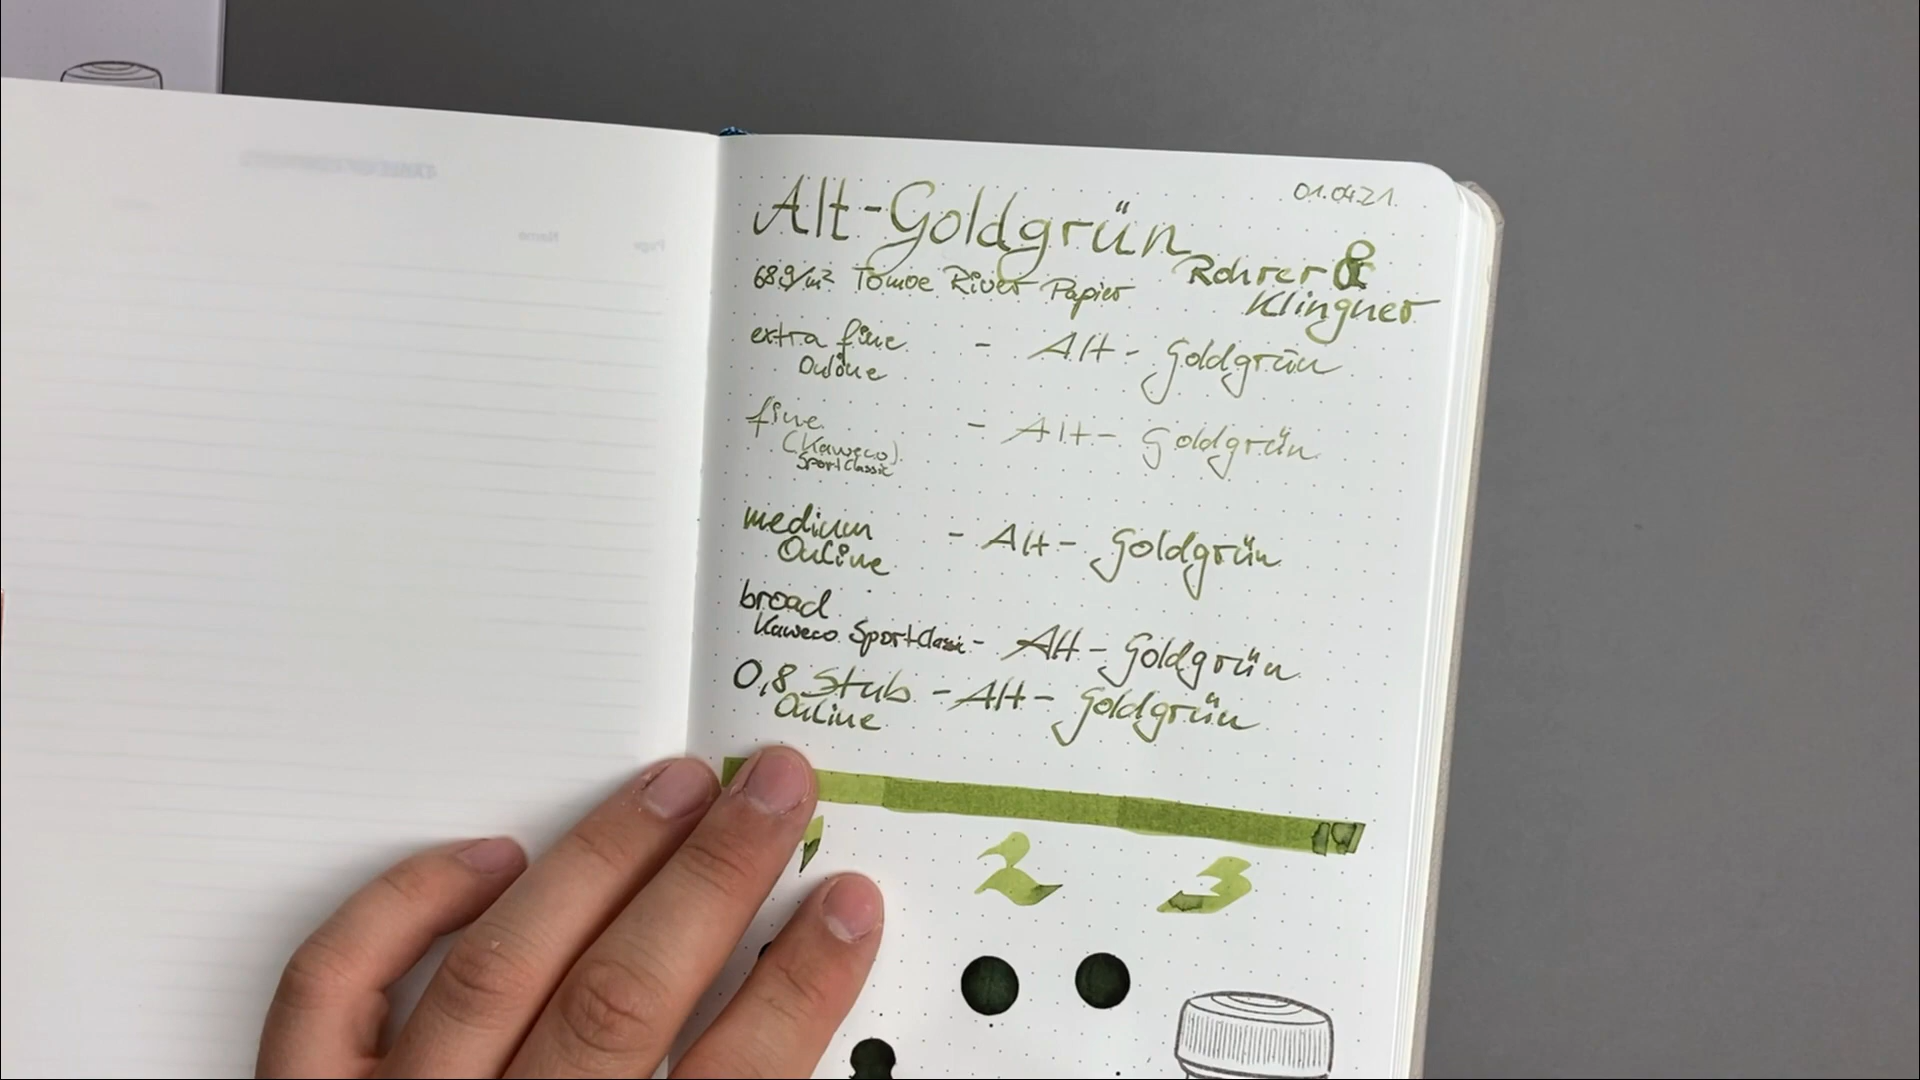 01.04.21.
Alt-Goldgrün
Rohrer &
Klingner
68g/m² Tomoe River Papier
extra fine - Alt - Goldgrün
Online
fine - Alt - Goldgrün
(Kaweco)
Sport Classic
medium - Alt - Goldgrün
Online
broad
Kaweco Sport Classic - Alt - Goldgrün
0,8 Stub - Alt - Goldgrün
Online
1 2 3